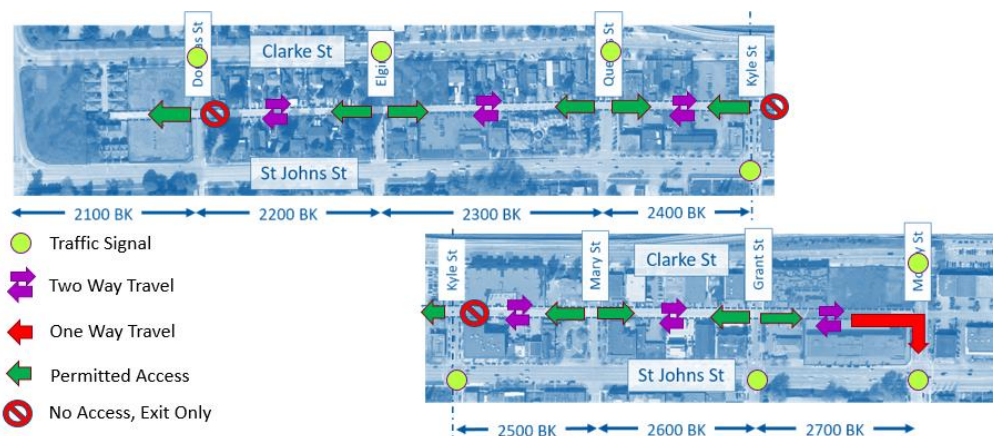 Clarke St
Kyle St
St Johns St
2100 BK
2200 BK
2300 BK
2400 BK
Traffic Signal
Two Way Travel
One Way Travel
Permitted Access
No Access, Exit Only
Kyle St
Mary St
Clarke St
Grant St
St Johns St
2500 BK
2600 BK
2700 BK